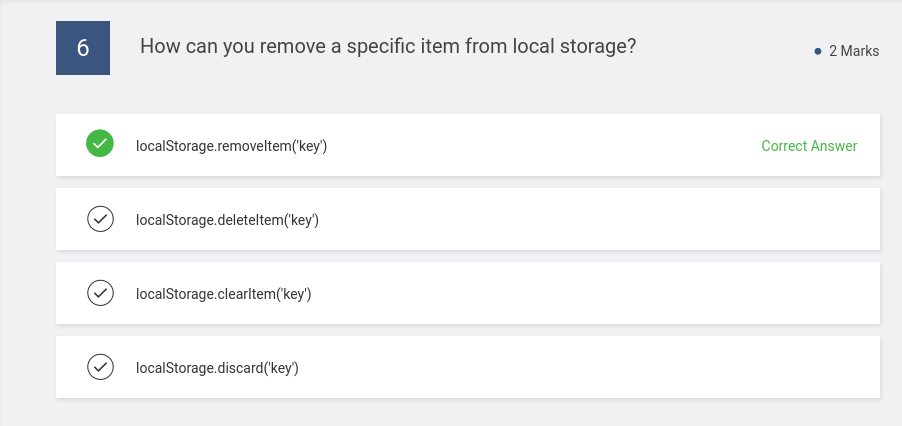 6
How can you remove a specific item from local storage?
2 Marks
localStorage.removeItem('key')
Correct Answer
localStorage.deleteItem('key')
localStorage.clearItem('key')
localStorage.discard('key')